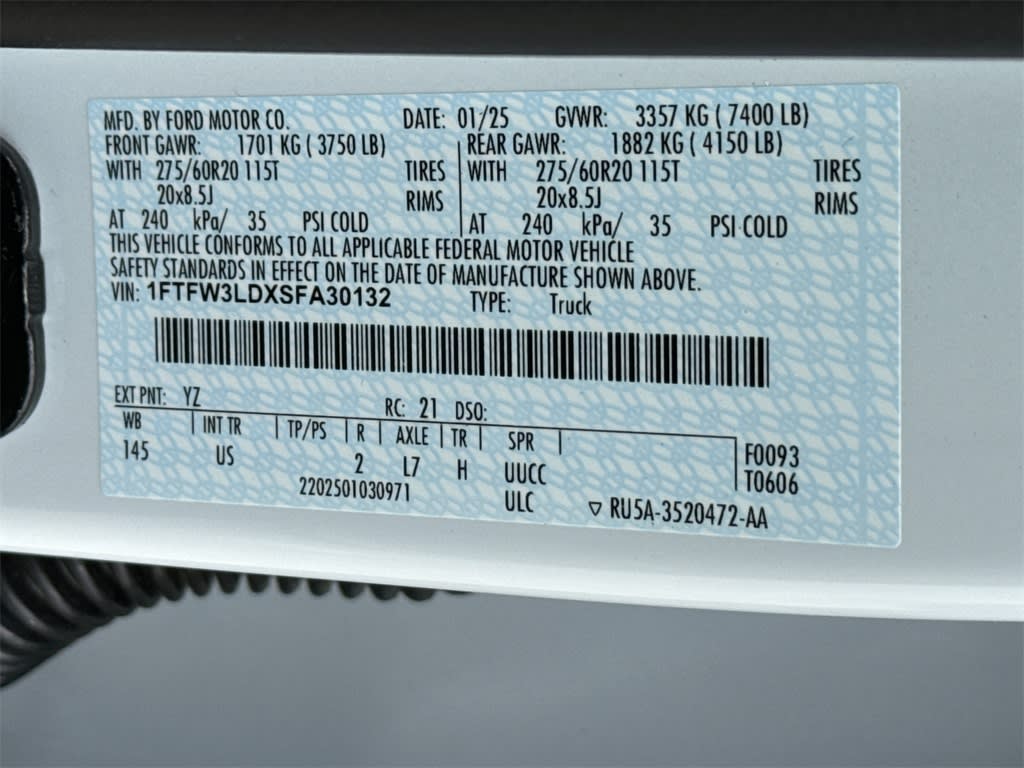 MFD. BY FORD MOTOR CO. DATE: 01/25 GVWR: 3357 KG ( 7400 LB)
FRONT GAWR: 1701 KG ( 3750 LB) REAR GAWR: 1882 KG ( 4150 LB)
WITH 275/60R20 115T TIRES WITH 275/60R20 115T TIRES
20x8.5J RIMS 20x8.5J RIMS
AT 240 kPa/ 35 PSI COLD AT 240 kPa/ 35 PSI COLD
THIS VEHICLE CONFORMS TO ALL APPLICABLE FEDERAL MOTOR VEHICLE
SAFETY STANDARDS IN EFFECT ON THE DATE OF MANUFACTURE SHOWN ABOVE.
VIN: 1FTFW3LDXSFA30132 TYPE: Truck
EXT PNT: YZ RC: 21 DSO:
WB INT TR TP/PS R AXLE TR SPR F0093
145 US 2 L7 H UUCC T0606
2202501030971 ULC RU5A-3520472-AA